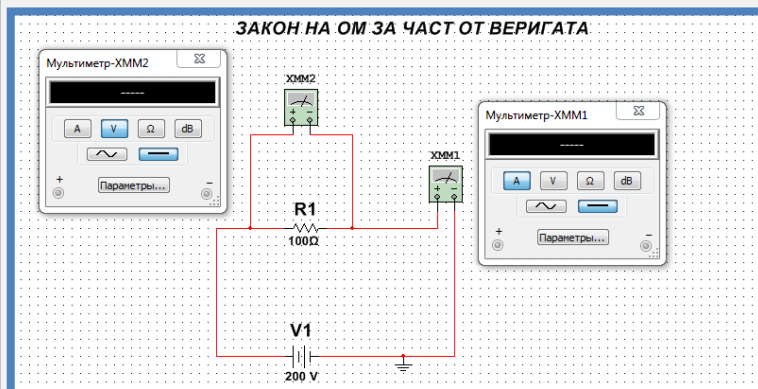 ЗАКОН НА ОМ ЗА ЧАСТ ОТ ВЕРИГАТА
Мультиметр-XMM2
-----
A V Ω dB
+ Параметры... –
XMM2
+ –
Мультиметр-XMM1
-----
A V Ω dB
+ Параметры... –
XMM1
+ –
R1
100Ω
V1
200 V